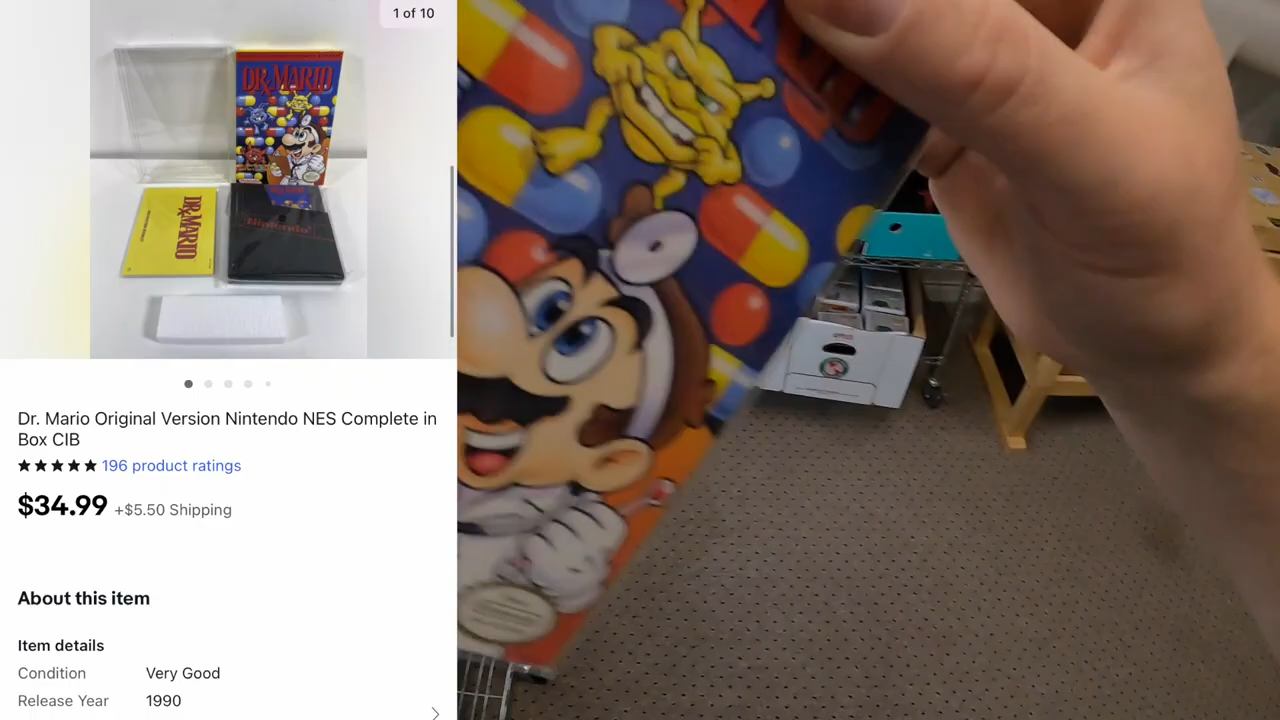 1 of 10
DR. MARIO
DR. MARIO
Nintendo
Dr. Mario Original Version Nintendo NES Complete in
Box CIB
196 product ratings
$34.99 +$5.50 Shipping
About this item
Item details
Condition Very Good
Release Year 1990